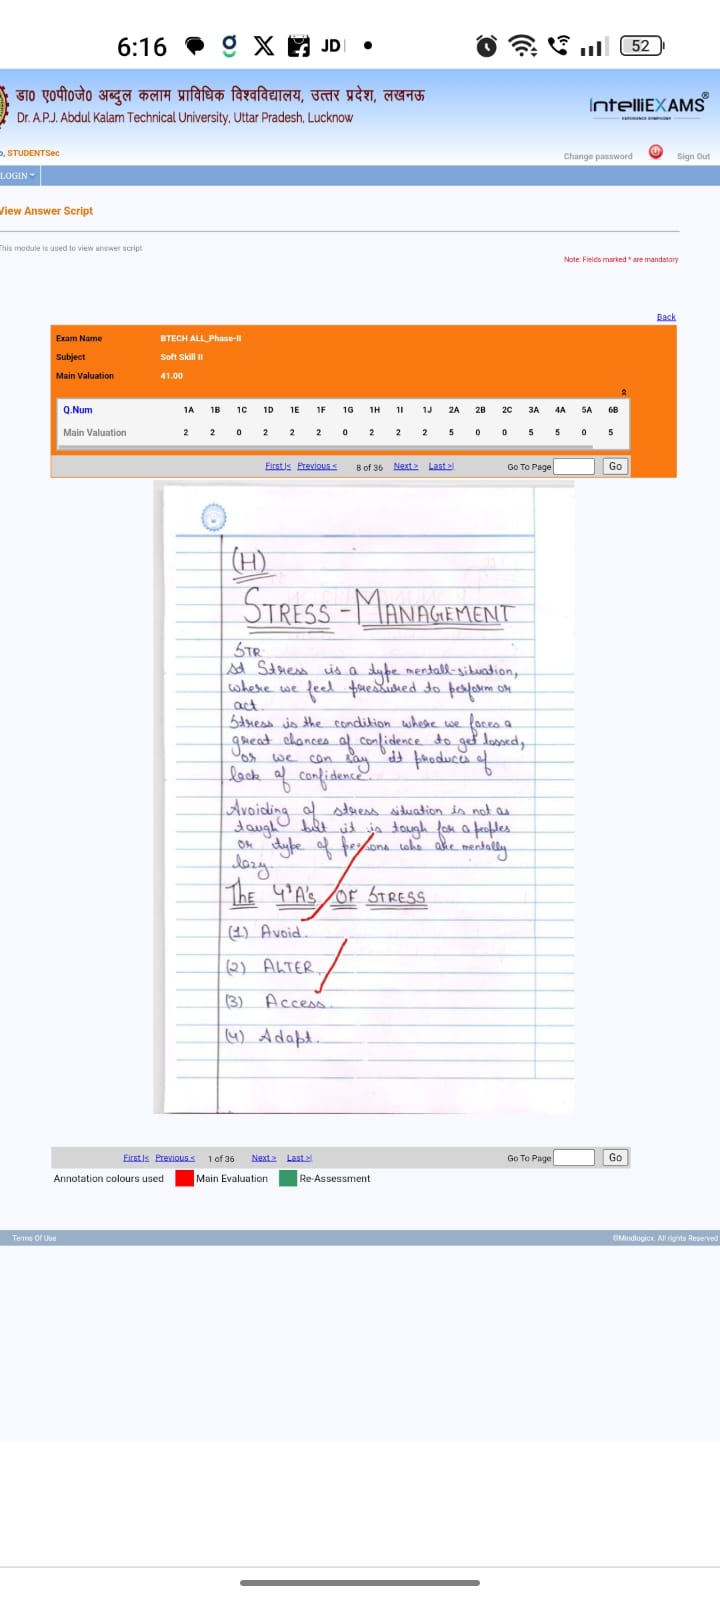 6:16 JD 52
डा0 ए0पी0जे0 अब्दुल कलाम प्राविधिक विश्वविद्यालय, उत्तर प्रदेश, लखनऊ
Dr. A.P.J. Abdul Kalam Technical University, Uttar Pradesh, Lucknow
IntelliEXAMS®
o, STUDENTSec
Change password Sign Out
LOGIN
View Answer Script
This module is used to view answer script
Note: Fields marked * are mandatory
Back
Exam Name BTECH ALL_Phase-II
Subject Soft Skill II
Main Valuation 41.00
Q.Num 1A 1B 1C 1D 1E 1F 1G 1H 1I 1J 2A 2B 2C 3A 4A 5A 6B
Main Valuation 2 2 0 2 2 2 0 2 2 2 5 0 0 5 5 0 5
First|< Previous < 8 of 36 Next > Last >| Go To Page Go
(H)
STRESS-MANAGEMENT
STR
Stress is a type mentall-situation,
where we feel pressured to perform or
act.
Stress is the condition where we faces a
great chances of confidence to get lossed,
or we can say It produces of
lack of confidence.
Avoiding of stress situation is not as
tough but it is tough for a peoples
or type of persons who are mentally
lazy.
THE 4'A's OF STRESS
(1) Avoid.
(2) ALTER.
(3) Access.
(4) Adapt.
First|< Previous < 1 of 36 Next > Last >| Go To Page Go
Annotation colours used Main Evaluation Re-Assessment
Terms Of Use ©Mindlogicx. All rights Reserved